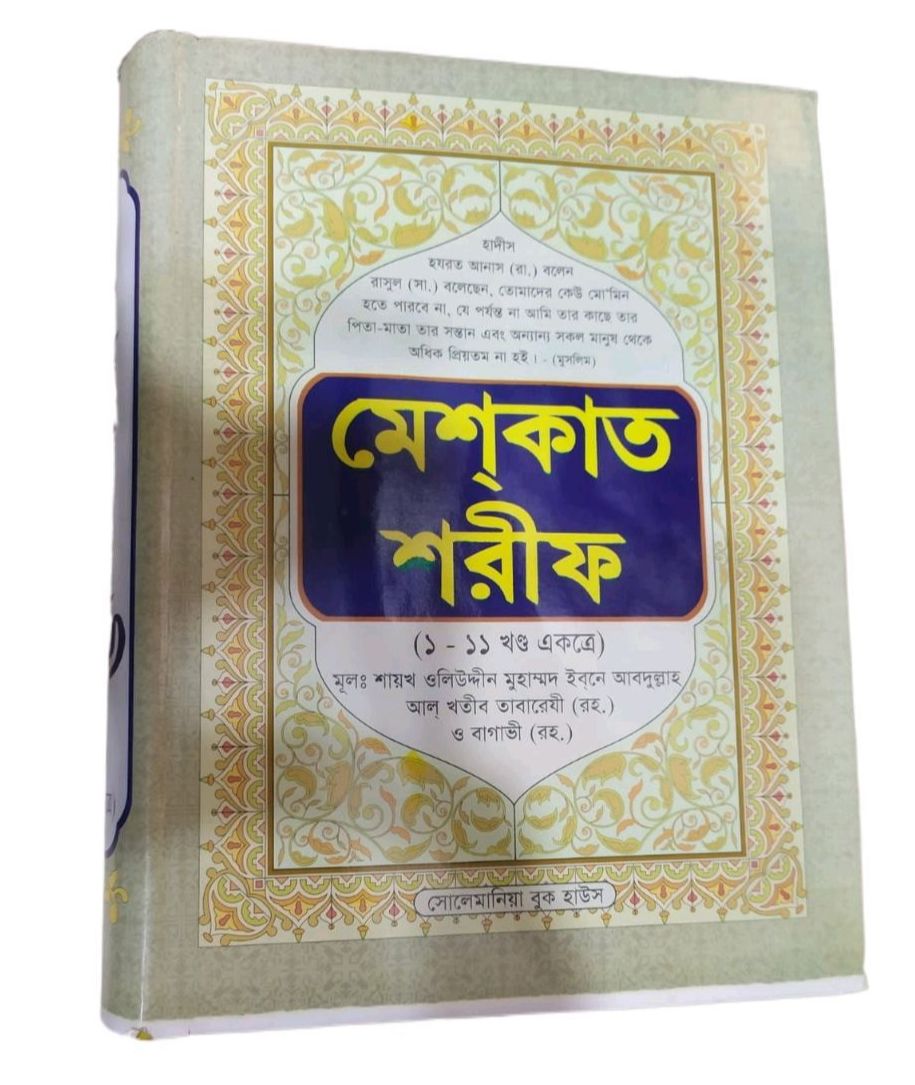 হাদীস
হযরত আনাস (রা.) বলেন
রাসুল (সা.) বলেছেন, তোমাদের কেউ মো'মিন
হতে পারবে না, যে পর্যন্ত না আমি তার কাছে তার
পিতা-মাতা তার সন্তান এবং অন্যান্য সকল মানুষ থেকে
অধিক প্রিয়তম না হই। - (মুসলিম)
মেশ্কাত
শরীফ
(১ - ১১ খণ্ড একত্রে)
মূলঃ শায়খ ওলিউদ্দীন মুহাম্মদ ইব্‌নে আবদুল্লাহ
আল্ খতীব তাবারেযী (রহ.)
ও বাগাভী (রহ.)
সোলেমানিয়া বুক হাউস